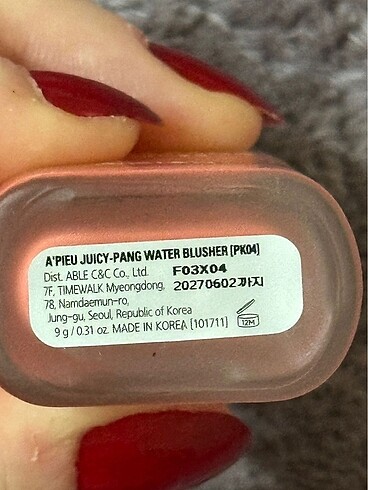 A'PIEU JUICY-PANG WATER BLUSHER [PK04]
Dist. ABLE C&C Co., Ltd. F03X04
7F, TIMEWALK Myeongdong, 20270602까지
78, Namdaemun-ro,
Jung-gu, Seoul, Republic of Korea
9 g / 0.31 oz. MADE IN KOREA [101711] 12M